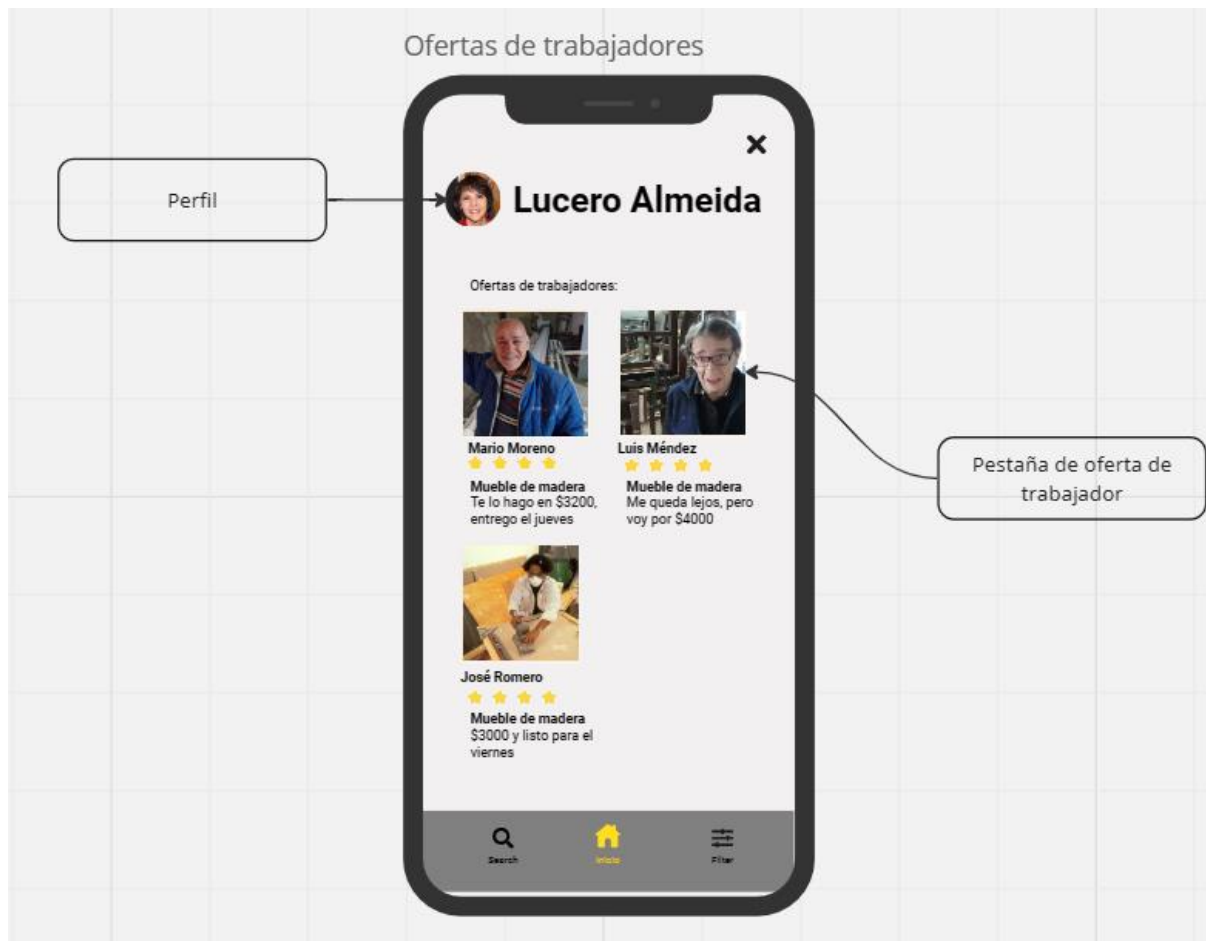 Ofertas de trabajadores
Perfil
Lucero Almeida
Ofertas de trabajadores:
Mario Moreno
Mueble de madera
Te lo hago en $3200,
entrego el jueves
Luis Méndez
Mueble de madera
Me queda lejos, pero
voy por $4000
Pestaña de oferta de
trabajador
José Romero
Mueble de madera
$3000 y listo para el
viernes
Search
Inicio
Filter